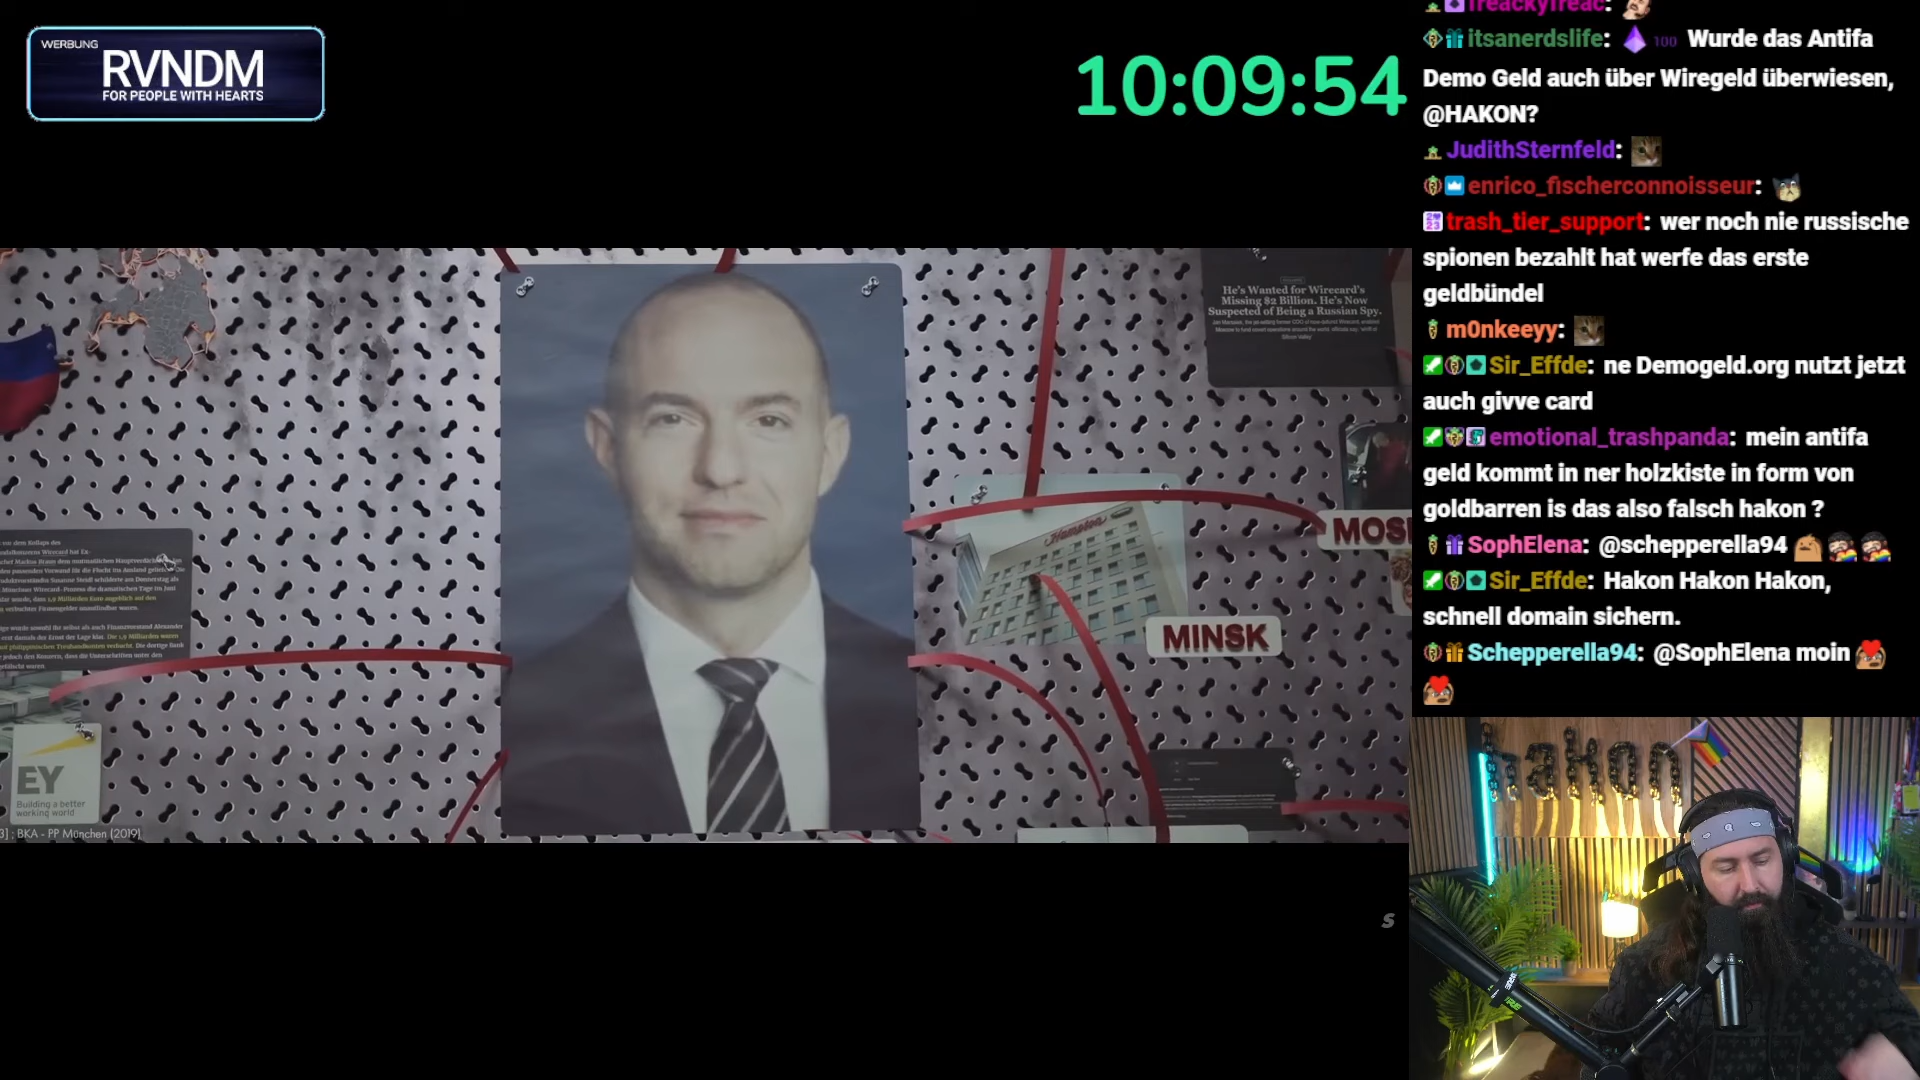 WERBUNG
RVNDM
FOR PEOPLE WITH HEARTS
10:09:54
He's Wanted for Wirecard's
Missing $2 Billion. He's Now
Suspected of Being a Russian Spy.
MINSK
Hampton
EY
Building a better
working world
3] ; BKA - PP München (2019)
S
hakon
freackyfreac:
itsanerdslife: 100 Wurde das Antifa
Demo Geld auch über Wiregeld überwiesen,
@HAKON?
JudithSternfeld:
enrico_fischerconnoisseur:
trash_tier_support: wer noch nie russische
spionen bezahlt hat werfe das erste
geldbündel
m0nkeeyy:
Sir_Effde: ne Demogeld.org nutzt jetzt
auch givve card
emotional_trashpanda: mein antifa
geld kommt in ner holzkiste in form von
goldbarren is das also falsch hakon ?
SophElena: @schepperella94
Sir_Effde: Hakon Hakon Hakon,
schnell domain sichern.
Schepperella94: @SophElena moin